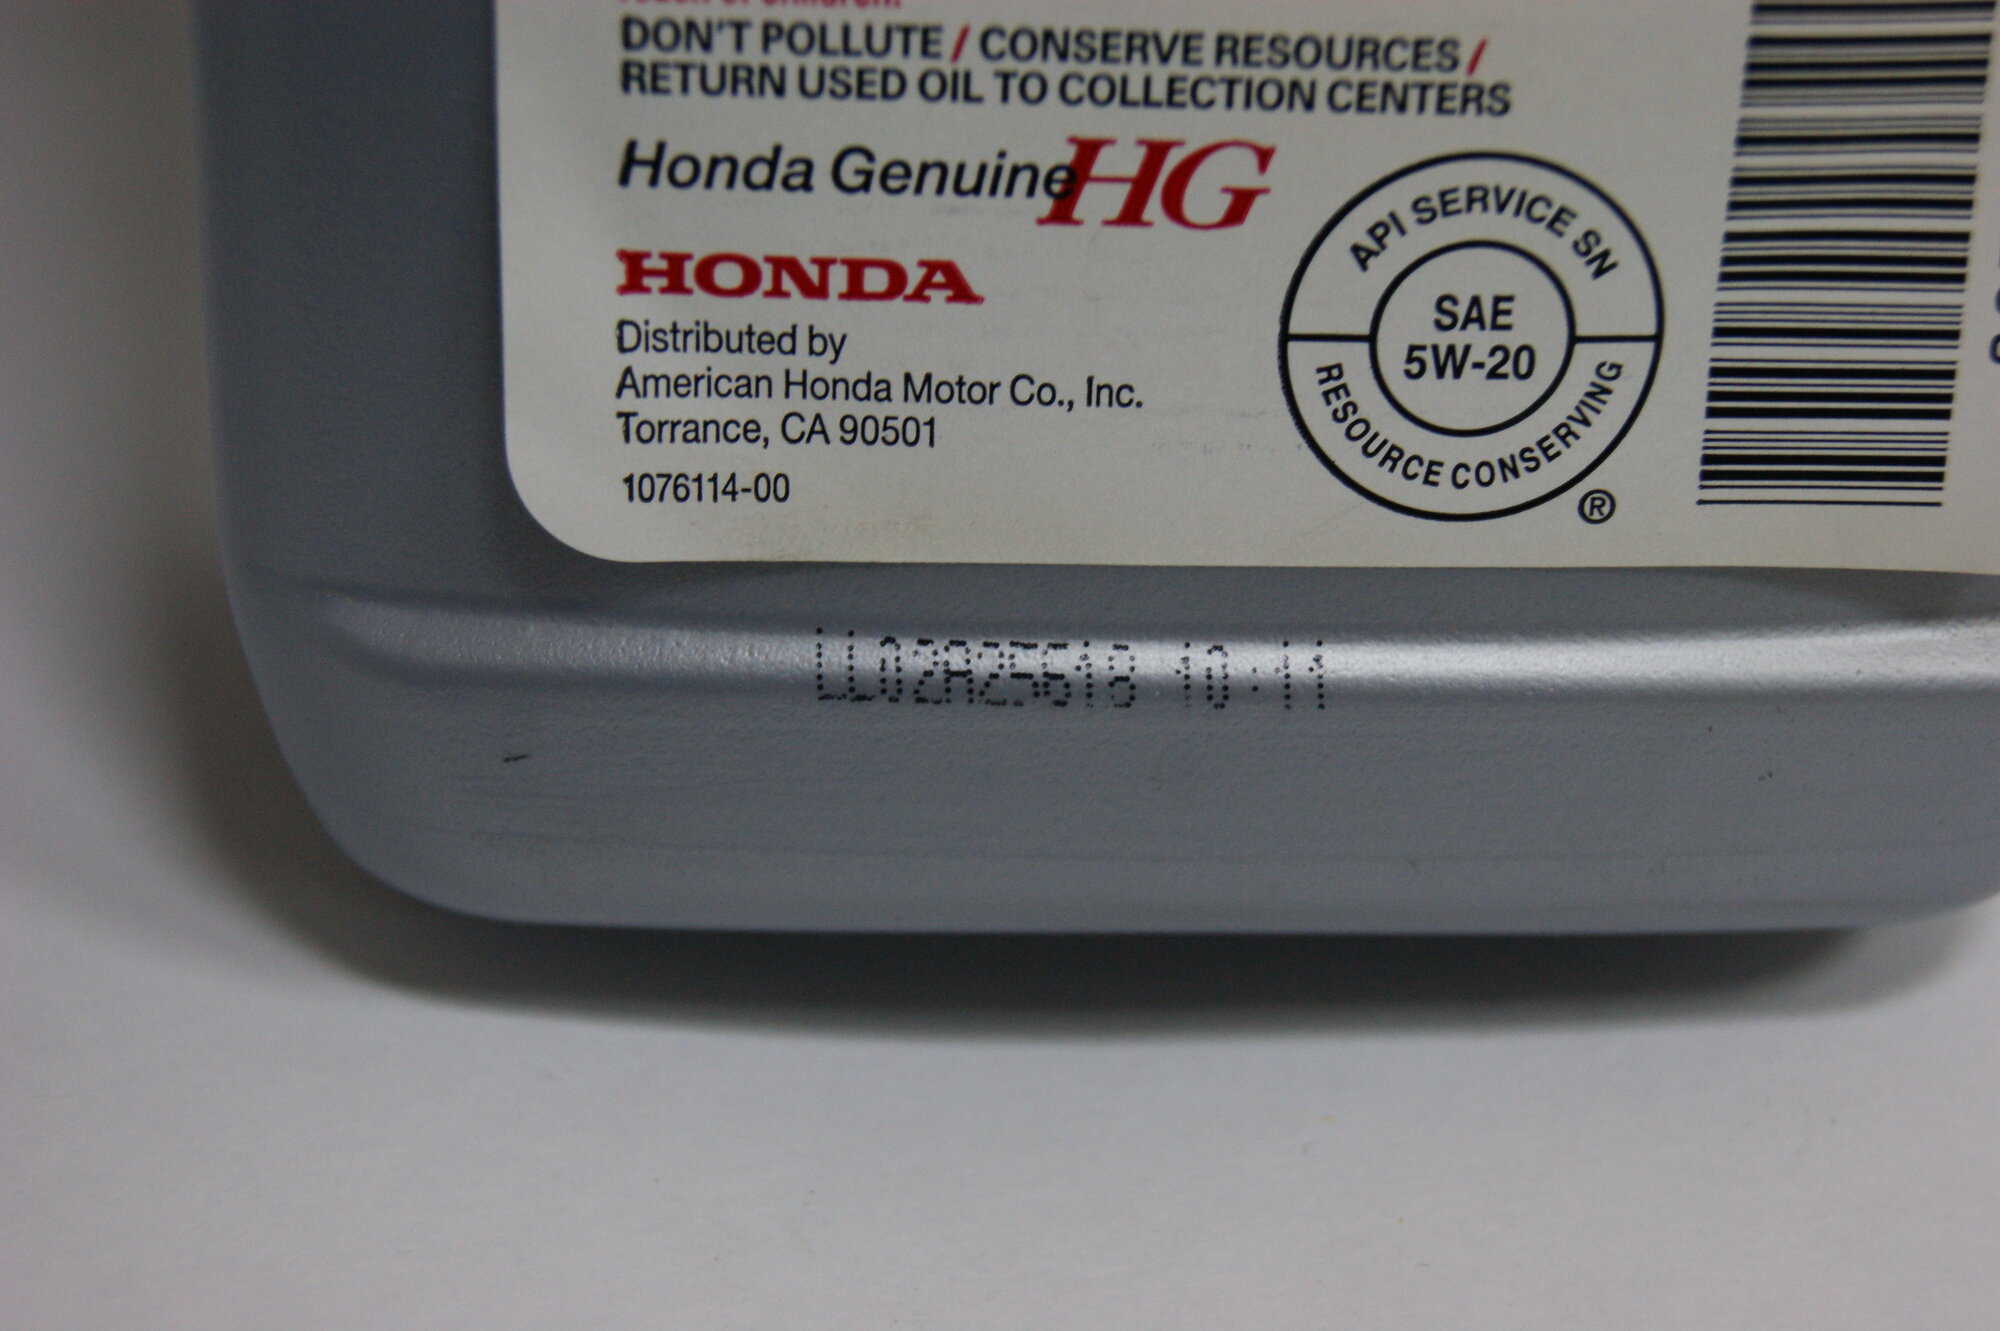 DON'T POLLUTE / CONSERVE RESOURCES /
RETURN USED OIL TO COLLECTION CENTERS
Honda Genuine HG
HONDA
Distributed by
American Honda Motor Co., Inc.
Torrance, CA 90501
1076114-00
API SERVICE SN
SAE
5W-20
RESOURCE CONSERVING
®
LL02A25618 10:11